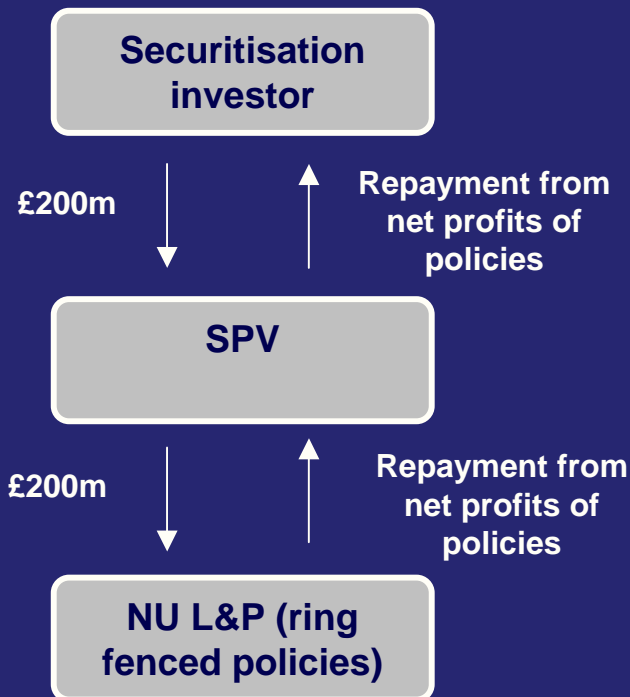 Securitisation
investor
£200m
Repayment from
net profits of
policies
SPV
£200m
Repayment from
net profits of
policies
NU L&P (ring
fenced policies)